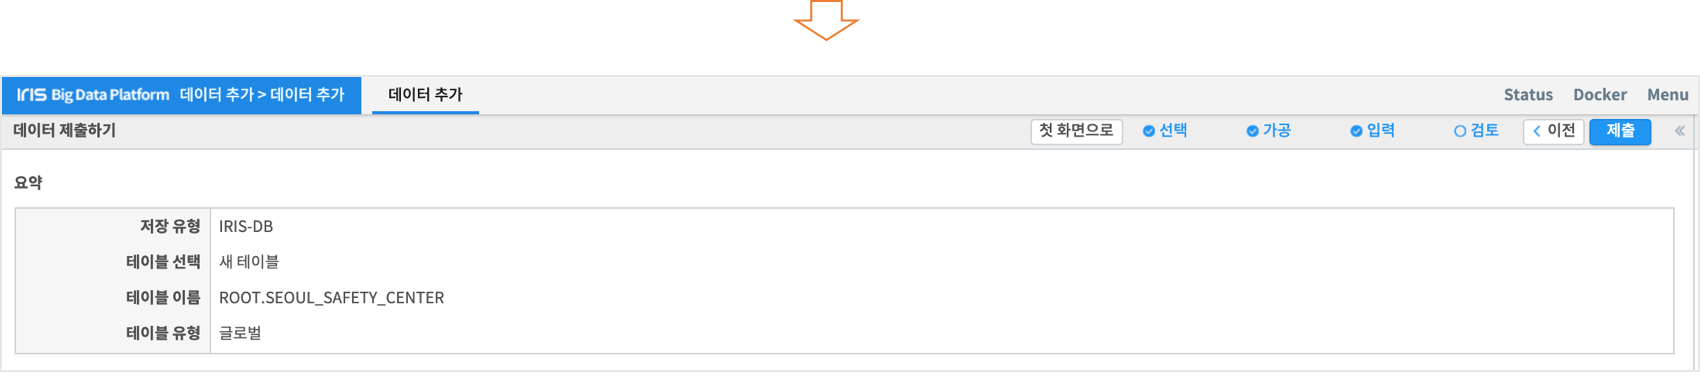 IRIS Big Data Platform 데이터 추가 > 데이터 추가 데이터 추가 Status Docker Menu
데이터 제출하기 첫 화면으로 선택 가공 입력 검토 이전 제출
요약
저장 유형 IRIS-DB
테이블 선택 새 테이블
테이블 이름 ROOT.SEOUL_SAFETY_CENTER
테이블 유형 글로벌